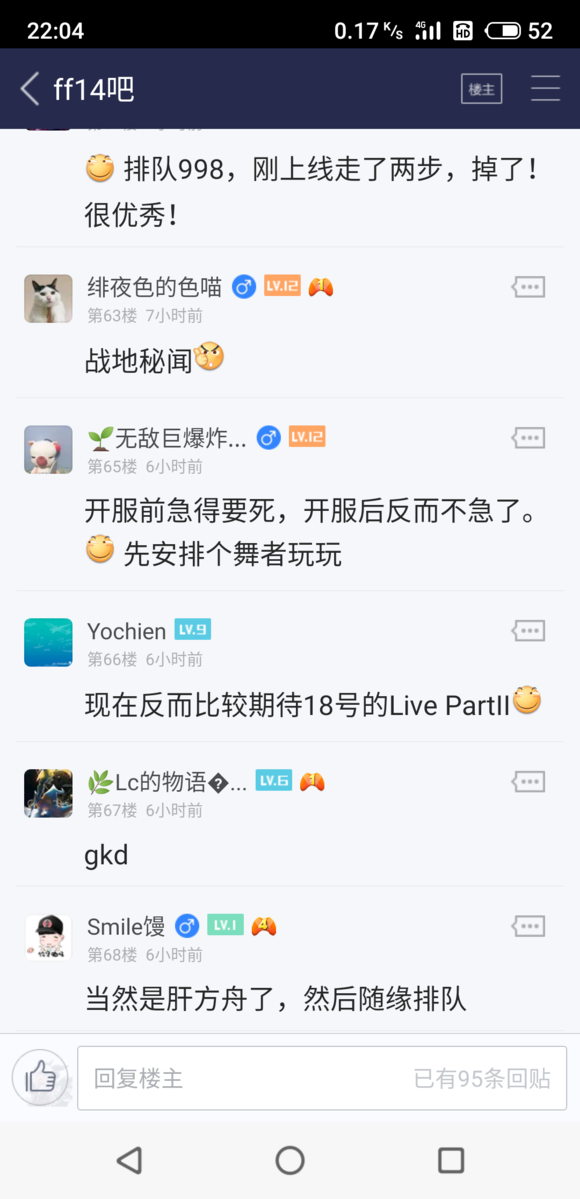 22:04
0.17 K/s 4G HD 52
ff14吧
楼主
排队998，刚上线走了两步，掉了！
很优秀！
绯夜色的色喵 LV.12 1
第63楼 7小时前
战地秘闻
无敌巨爆炸... LV.12
第65楼 6小时前
开服前急得要死，开服后反而不急了。
先安排个舞者玩玩
Yochien LV.9
第66楼 6小时前
现在反而比较期待18号的Live PartII
Lc的物语�... LV.6 1
第67楼 6小时前
gkd
Smile馒 LV.1 4
第68楼 6小时前
当然是肝方舟了，然后随缘排队
回复楼主
已有95条回贴